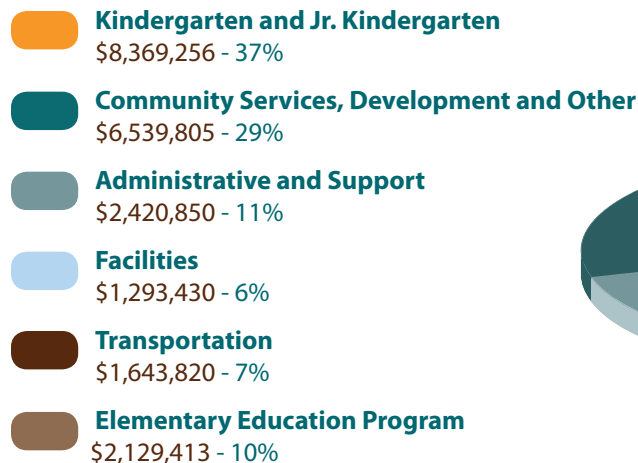 Kindergarten and Jr. Kindergarten
$8,369,256 - 37%
Community Services, Development and Other
$6,539,805 - 29%
Administrative and Support
$2,420,850 - 11%
Facilities
$1,293,430 - 6%
Transportation
$1,643,820 - 7%
Elementary Education Program
$2,129,413 - 10%